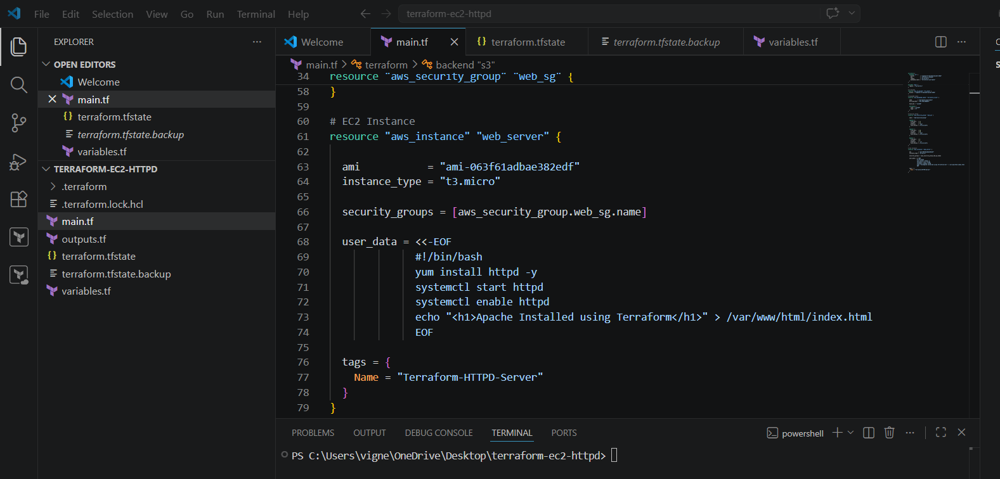 File Edit Selection View Go Run Terminal Help
terraform-ec2-httpd
EXPLORER
OPEN EDITORS
Welcome
main.tf
terraform.tfstate
terraform.tfstate.backup
variables.tf
TERRAFORM-EC2-HTTPD
.terraform
.terraform.lock.hcl
main.tf
outputs.tf
terraform.tfstate
terraform.tfstate.backup
variables.tf
Welcome main.tf terraform.tfstate terraform.tfstate.backup variables.tf
main.tf > terraform > backend "s3"
34 resource "aws_security_group" "web_sg" {
58 }
59
60 # EC2 Instance
61 resource "aws_instance" "web_server" {
62
63 ami = "ami-063f61adbae382edf"
64 instance_type = "t3.micro"
65
66 security_groups = [aws_security_group.web_sg.name]
67
68 user_data = <<-EOF
69 #!/bin/bash
70 yum install httpd -y
71 systemctl start httpd
72 systemctl enable httpd
73 echo "<h1>Apache Installed using Terraform</h1>" > /var/www/html/index.html
74 EOF
75
76 tags = {
77 Name = "Terraform-HTTPD-Server"
78 }
79 }
PROBLEMS OUTPUT DEBUG CONSOLE TERMINAL PORTS
powershell
PS C:\Users\vigne\OneDrive\Desktop\terraform-ec2-httpd>